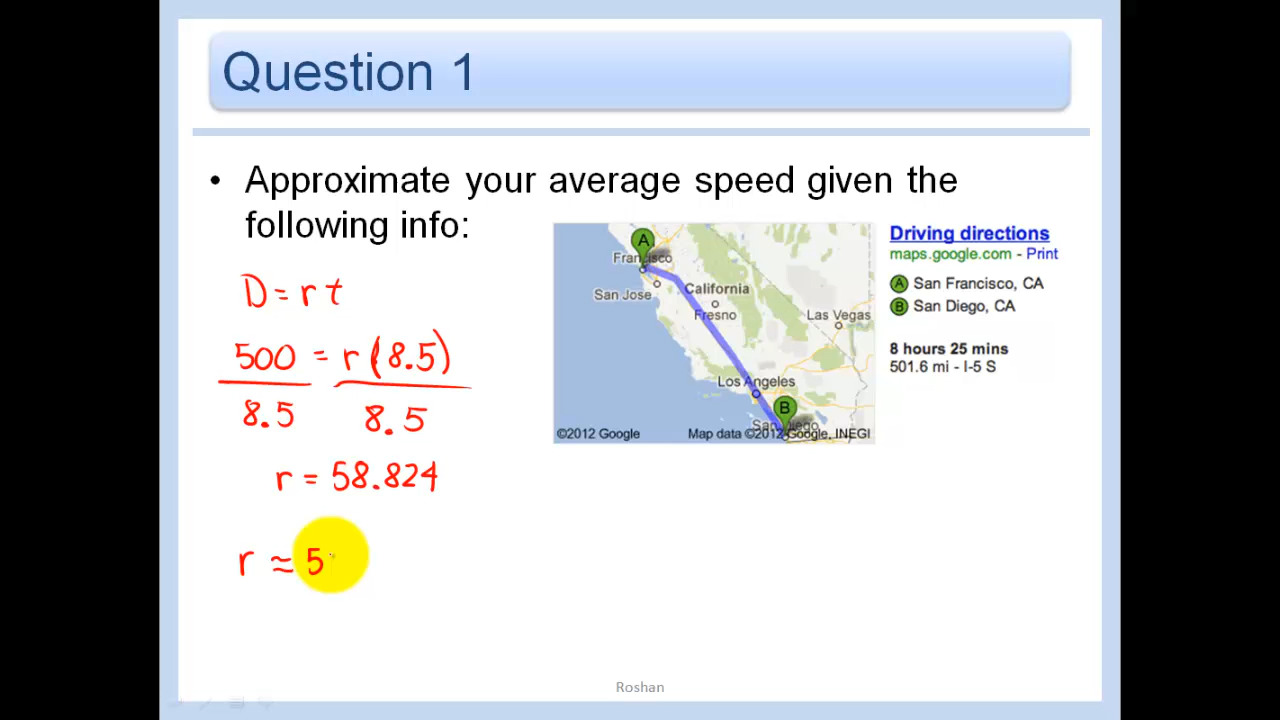 Question 1
• Approximate your average speed given the
following info:
D = r t
500 = r (8.5)
8.5 8.5
r = 58.824
r ≈ 5
A
Francisco
San Jose
California
Fresno
Las Vegas
Los Angeles
B
San Diego
©2012 Google
Map data ©2012 Google, INEGI
Driving directions
maps.google.com - Print
A San Francisco, CA
B San Diego, CA
8 hours 25 mins
501.6 mi - I-5 S
Roshan